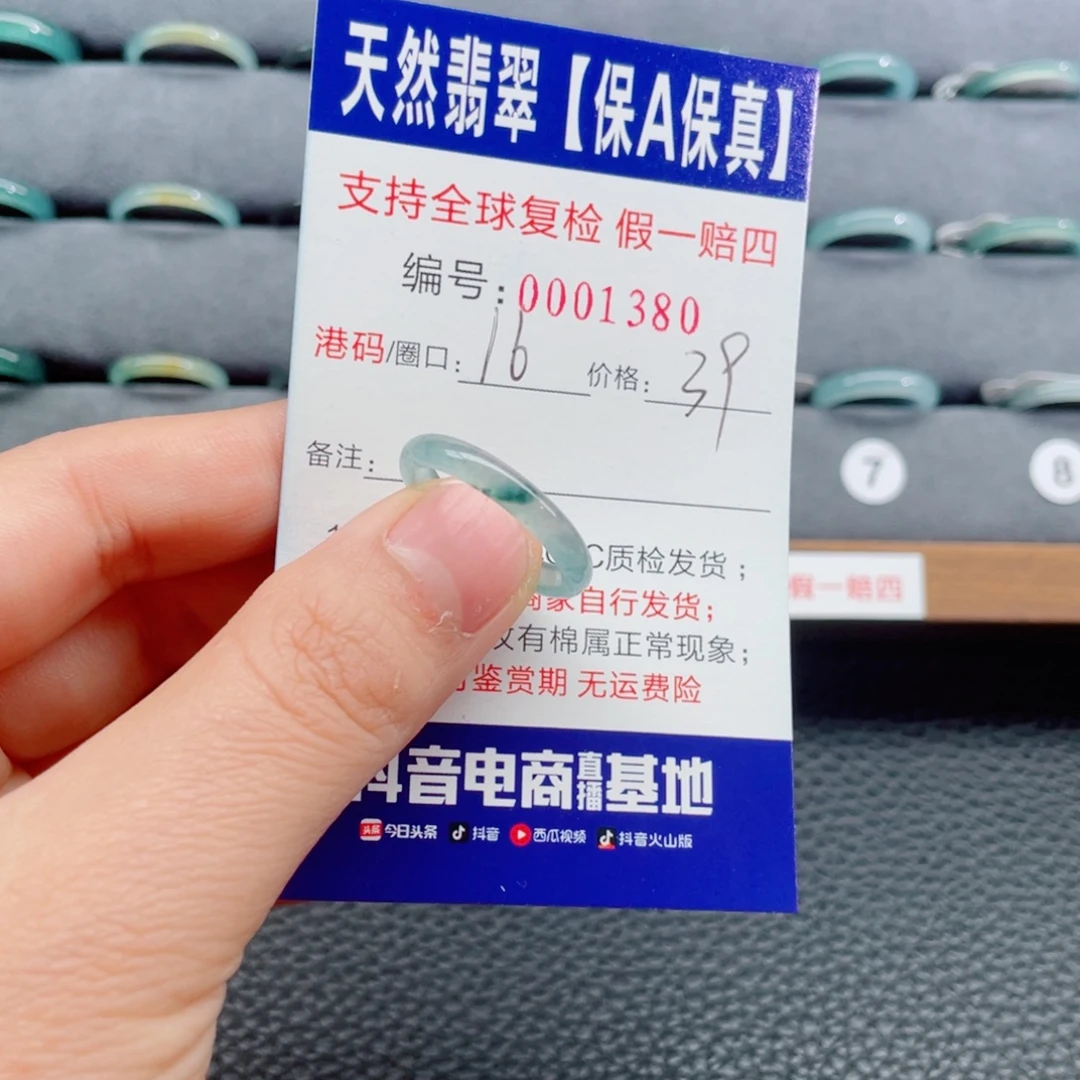 天然翡翠【保A保真】
支持全球复检 假一赔四
编号：0001380
港码/圈口：16 价格：39
备注：
C质检发货；
商家自行发货；
纹有棉属正常现象；
鉴赏期 无运费险
抖音电商直播基地
头条 今日头条 抖音 西瓜视频 抖音火山版
7
8
假一赔四